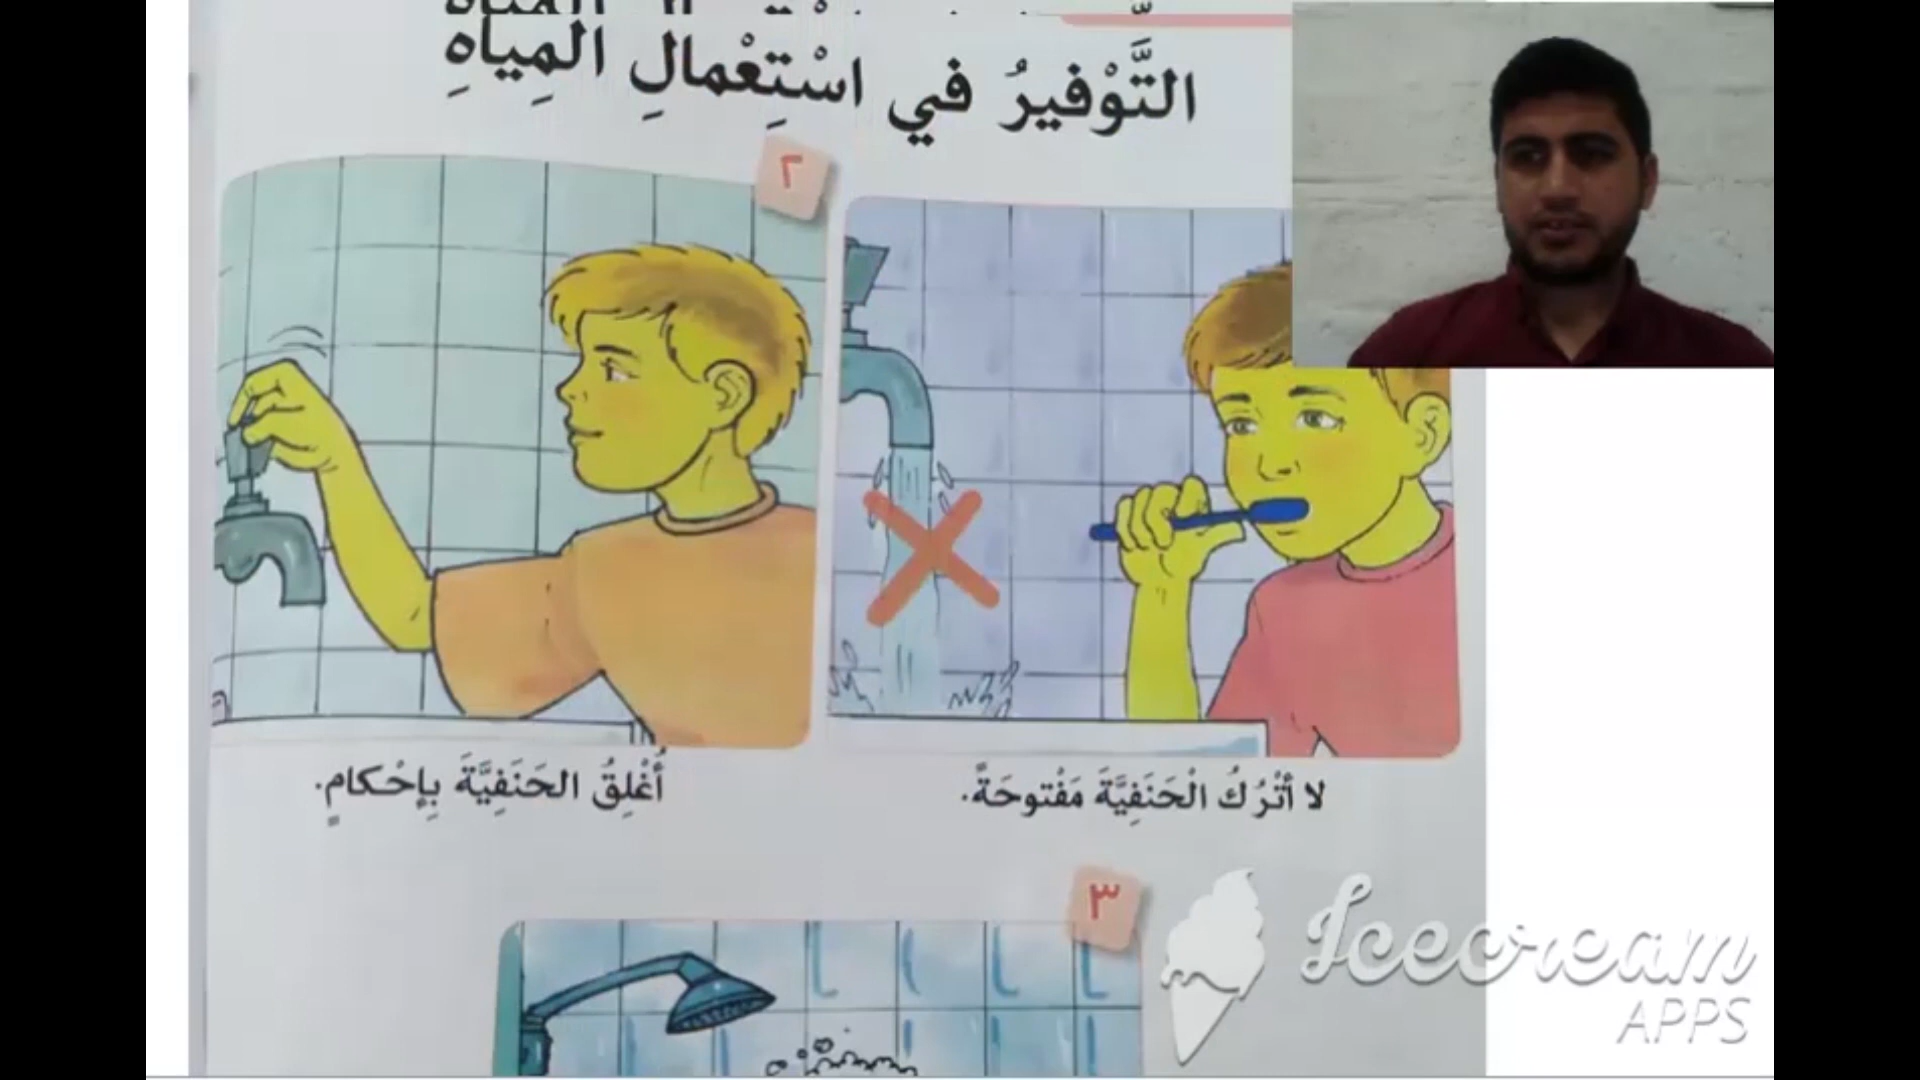 التَّوْفيرُ في اسْتِعْمالِ المِياهِ
٢
لا أَتْرُكُ الْحَنَفِيَّةَ مَفْتوحَةً.
أُغْلِقُ الحَنَفِيَّةَ بِإِحْكامٍ.
٣
Icecream
APPS